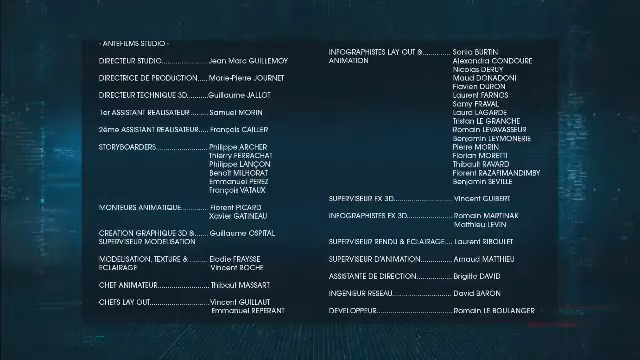 - ANTEFILMS STUDIO -
DIRECTEUR STUDIO..................Jean Marc GUILLEMOY
DIRECTRICE DE PRODUCTION..... Marie-Pierre JOURNET
DIRECTEUR TECHNIQUE 3D..........Guillaume JALLOT
1er ASSISTANT REALISATEUR....... Samuel MORIN
2ème ASSISTANT REALISATEUR..... François CAILLER
STORYBOARDERS........................ Philippe ARCHER
Thierry FERRACHAT
Philippe LANÇON
Benoît MILHORAT
Emmanuel PEREZ
François VATAUX
MONTEURS ANIMATIQUE............. Florent PICARD
Xavier GATINEAU
CREATION GRAPHIQUE 3D &...... Guillaume OSPITAL
SUPERVISEUR MODELISATION
MODELISATION, TEXTURE & ........ Elodie FRAYSSE
ECLAIRAGE Vincent ROCHE
CHEF ANIMATEUR........................ Thibaut MASSART
CHEFS LAY OUT.......................... Vincent GUILLAUT
Emmanuel REPERANT
INFOGRAPHISTES LAY OUT &............. Sonia BURTIN
ANIMATION Alexandra CONDOURE
Nicolas DERUY
Maud DONADONI
Flavien DURON
Laurent FARNOS
Samy FRAVAL
Laura LAGARDE
Tristan LE GRANCHE
Romain LEVAVASSEUR
Benjamin LEYMONERIE
Pierre MORIN
Florian MORETTI
Thibault RAVARD
Florent RAZAFIMANDIMBY
Benjamin SEVILLE
SUPERVISEUR FX 3D....................... Vincent GUIBERT
INFOGRAPHISTES FX 3D.................. Romain MARTINAK
Matthieu LEVIN
SUPERVISEUR RENDU & ECLAIRAGE.... Laurent RIBOULET
SUPERVISEUR D'ANIMATION............. Arnaud MATTHIEU
ASSISTANTE DE DIRECTION.............. Brigitte DAVID
INGENIEUR RESEAU......................... David BARON
DEVELOPPEUR.............................. Romain LE BOULANGER